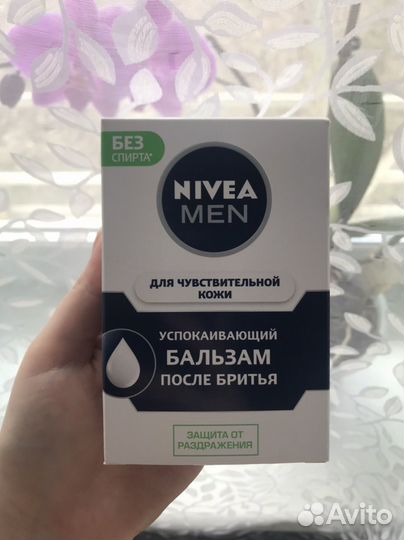 БЕЗ
СПИРТА*
NIVEA
MEN
ДЛЯ ЧУВСТВИТЕЛЬНОЙ
КОЖИ
УСПОКАИВАЮЩИЙ
БАЛЬЗАМ
ПОСЛЕ БРИТЬЯ
ЗАЩИТА ОТ
РАЗДРАЖЕНИЯ
Avito